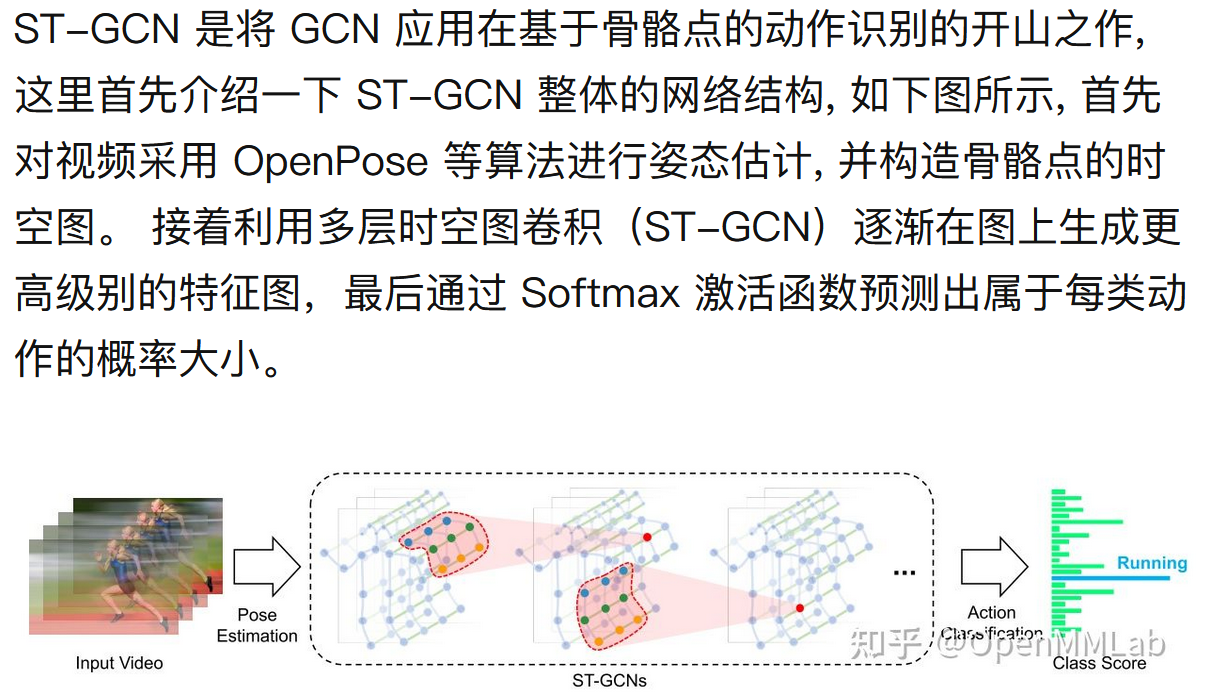 ST-GCN 是将 GCN 应用在基于骨骼点的动作识别的开山之作,
这里首先介绍一下 ST-GCN 整体的网络结构, 如下图所示, 首先
对视频采用 OpenPose 等算法进行姿态估计, 并构造骨骼点的时
空图。 接着利用多层时空图卷积（ST-GCN）逐渐在图上生成更
高级别的特征图，最后通过 Softmax 激活函数预测出属于每类动
作的概率大小。
Input Video
Pose
Estimation
...
ST-GCNs
Action
Classification
Running
Class Score
知乎 @OpenMMLab